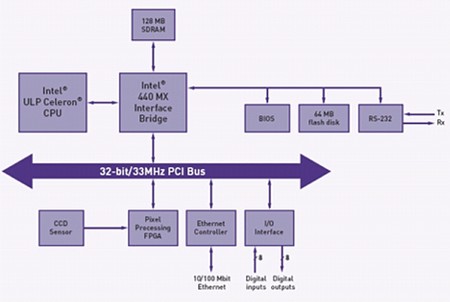 128 MB
SDRAM
Intel®
ULP Celeron®
CPU
Intel®
440 MX
Interface
Bridge
BIOS
64 MB
flash disk
RS-232
Tx
Rx
32-bit/33MHz PCI Bus
CCD
Sensor
Pixel
Processing
FPGA
Ethernet
Controller
I/O
Interface
8
8
10/100 Mbit
Ethernet
Digital
inputs
Digital
outputs